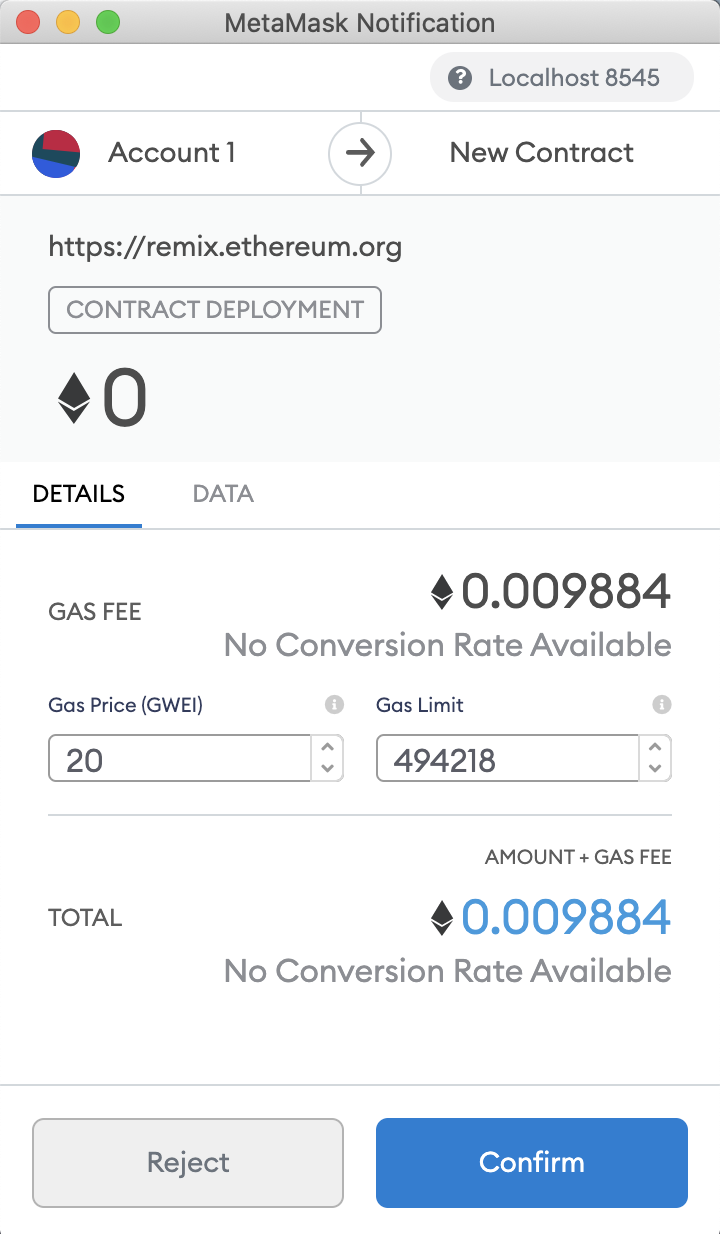 MetaMask Notification
? Localhost 8545
Account 1
New Contract
https://remix.ethereum.org
CONTRACT DEPLOYMENT
0
DETAILS DATA
GAS FEE 0.009884
No Conversion Rate Available
Gas Price (GWEI) Gas Limit
20 494218
AMOUNT + GAS FEE
TOTAL 0.009884
No Conversion Rate Available
Reject Confirm